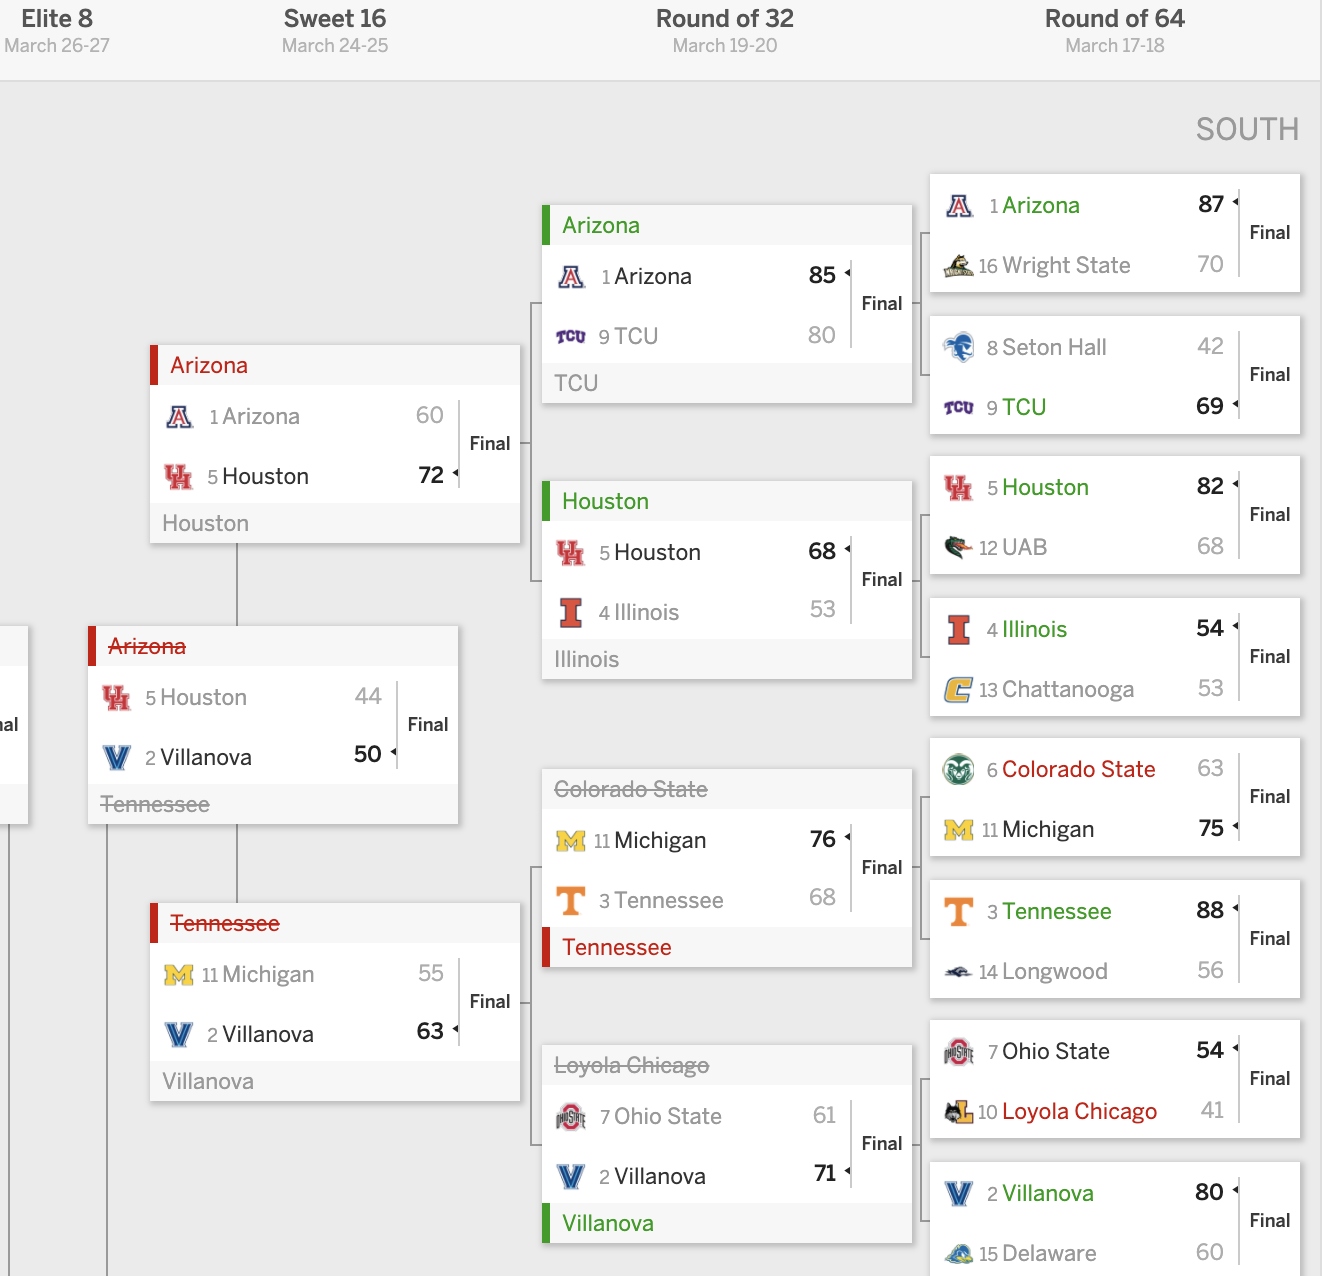 Elite 8
March 26-27
Sweet 16
March 24-25
Round of 32
March 19-20
Round of 64
March 17-18
SOUTH
1 Arizona 87
16 Wright State 70
Final
8 Seton Hall 42
9 TCU 69
Final
5 Houston 82
12 UAB 68
Final
4 Illinois 54
13 Chattanooga 53
Final
6 Colorado State 63
11 Michigan 75
Final
3 Tennessee 88
14 Longwood 56
Final
7 Ohio State 54
10 Loyola Chicago 41
Final
2 Villanova 80
15 Delaware 60
Final
Arizona
1 Arizona 85
9 TCU 80
Final
TCU
Houston
5 Houston 68
4 Illinois 53
Final
Illinois
Colorado State
11 Michigan 76
3 Tennessee 68
Final
Tennessee
Loyola Chicago
7 Ohio State 61
2 Villanova 71
Final
Villanova
Arizona
1 Arizona 60
5 Houston 72
Final
Houston
Tennessee
11 Michigan 55
2 Villanova 63
Final
Villanova
Arizona
5 Houston 44
2 Villanova 50
Final
Tennessee
al